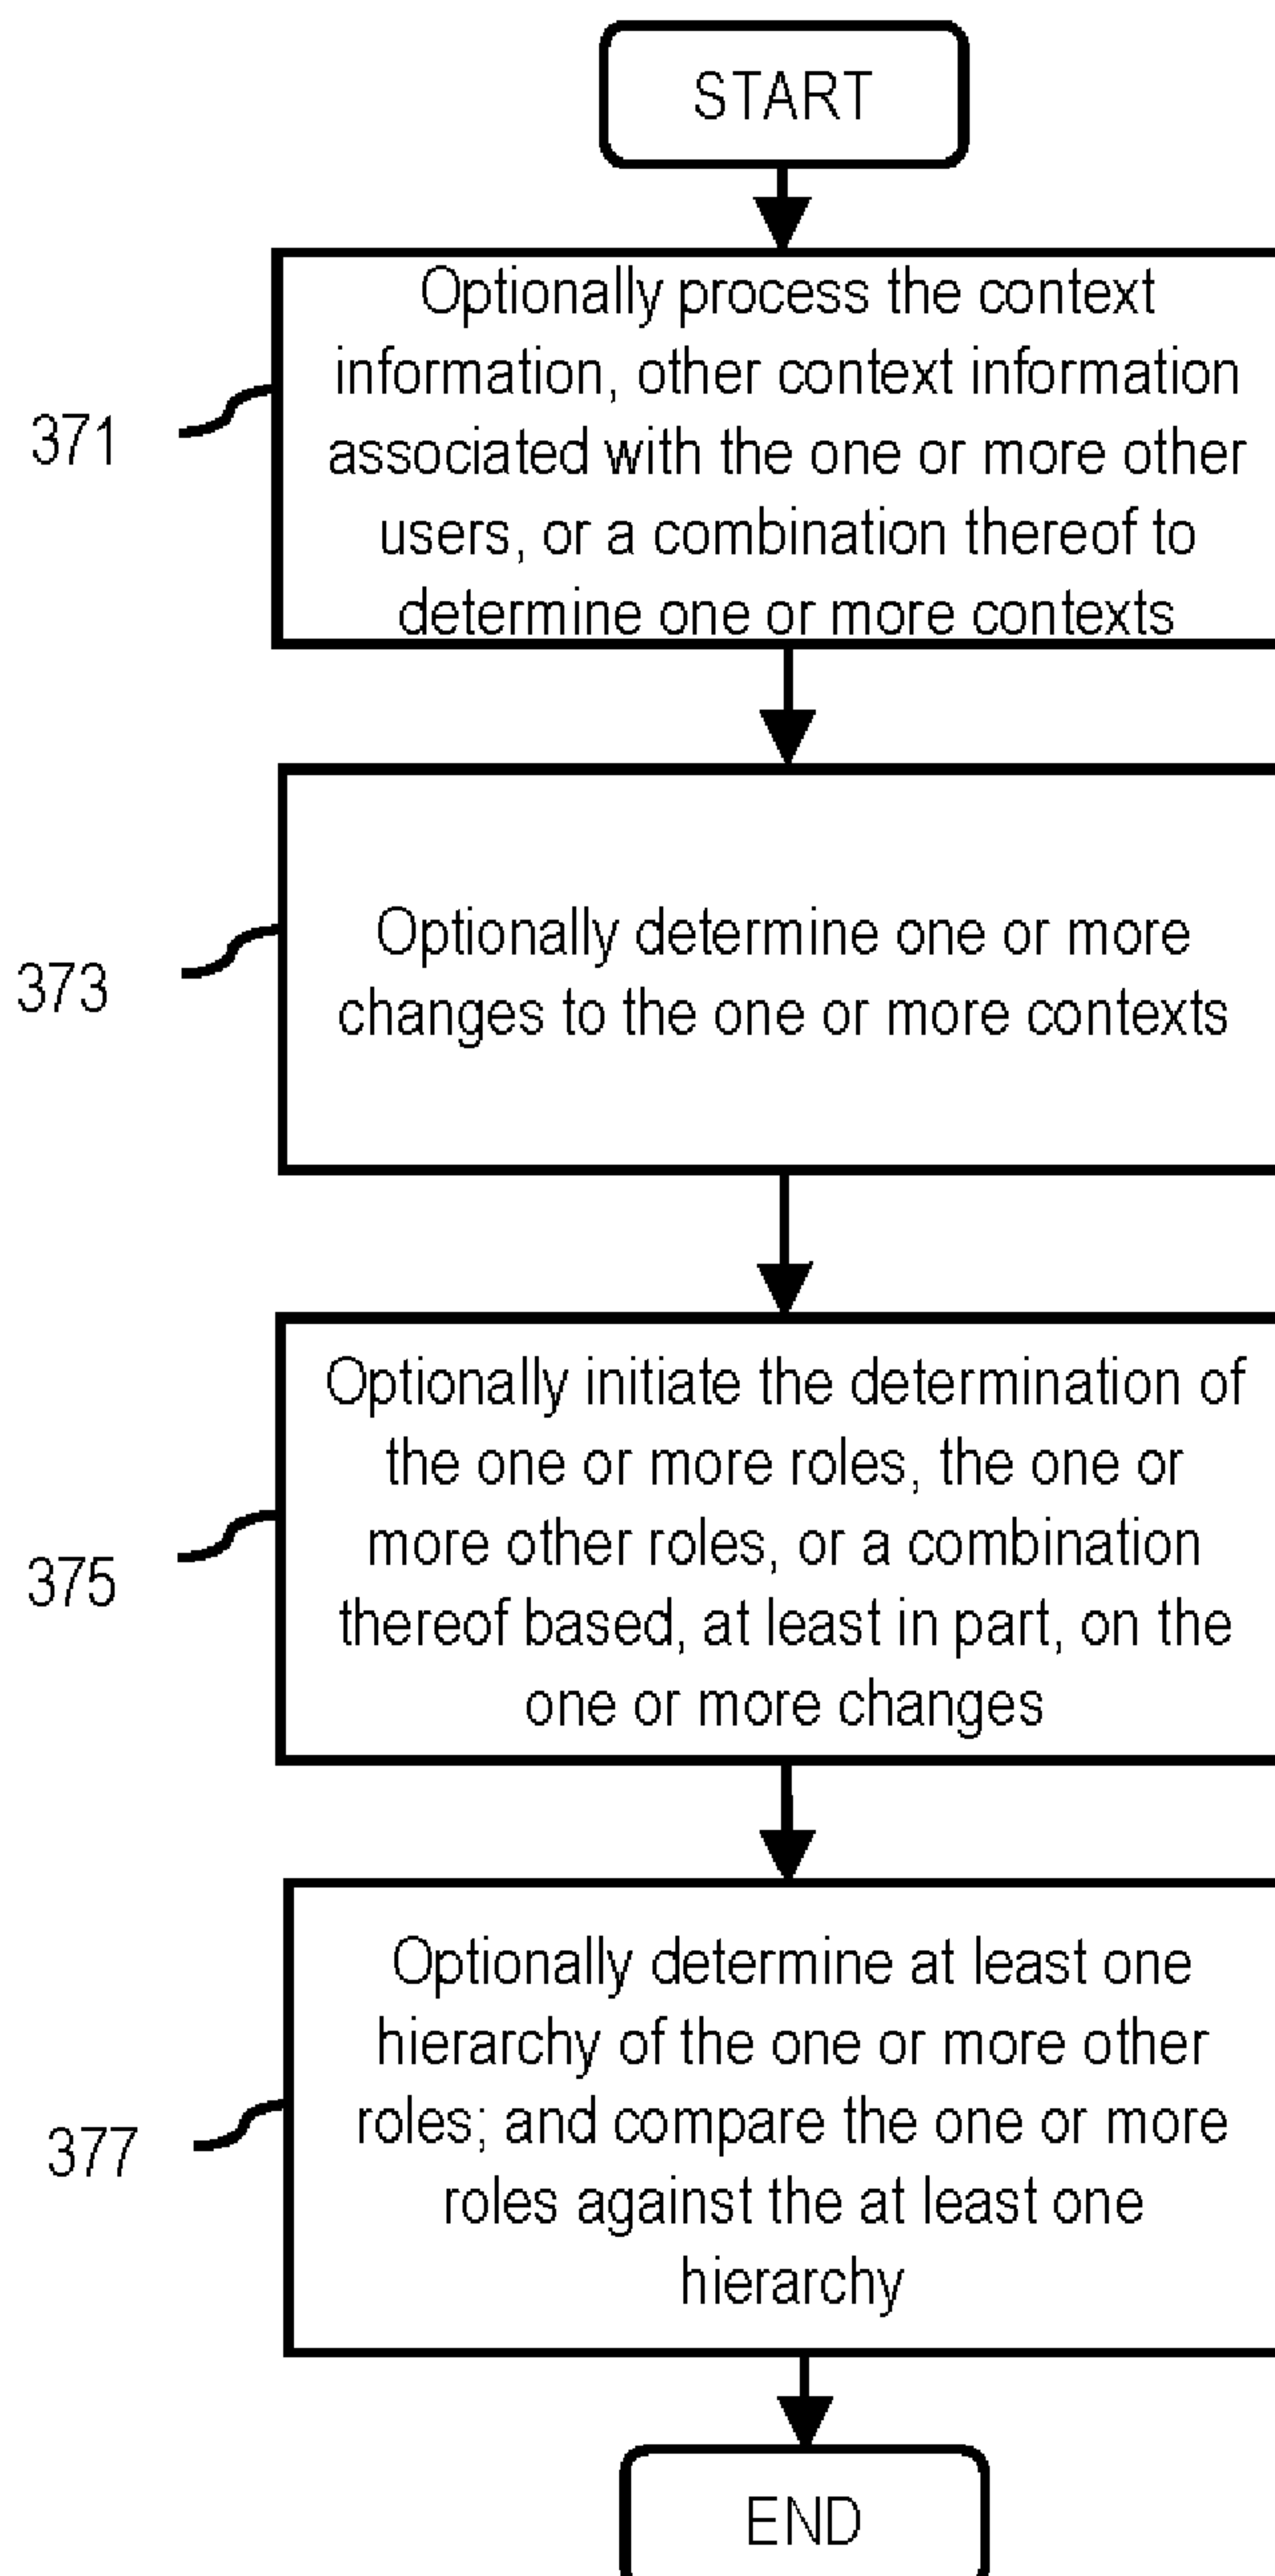 START
Optionally process the context
information, other context information
associated with the one or more other
users, or a combination thereof to
determine one or more contexts
371
Optionally determine one or more
changes to the one or more contexts
373
Optionally initiate the determination of
the one or more roles, the one or
more other roles, or a combination
thereof based, at least in part, on the
one or more changes
375
Optionally determine at least one
hierarchy of the one or more other
roles; and compare the one or more
roles against the at least one
hierarchy
377
END